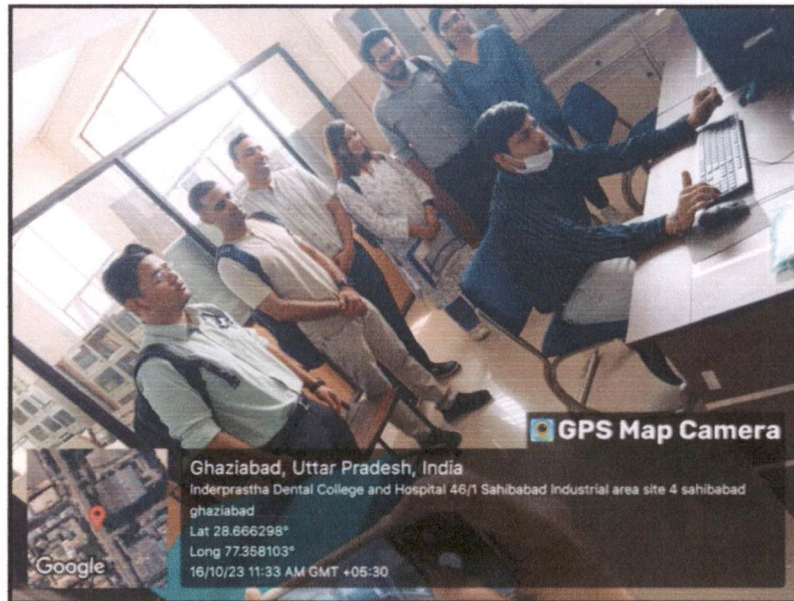 GPS Map Camera
Ghaziabad, Uttar Pradesh, India
Inderprastha Dental College and Hospital 46/1 Sahibabad Industrial area site 4 sahibabad
ghaziabad
Lat 28.666298°
Long 77.358103°
16/10/23 11:33 AM GMT +05:30
Google